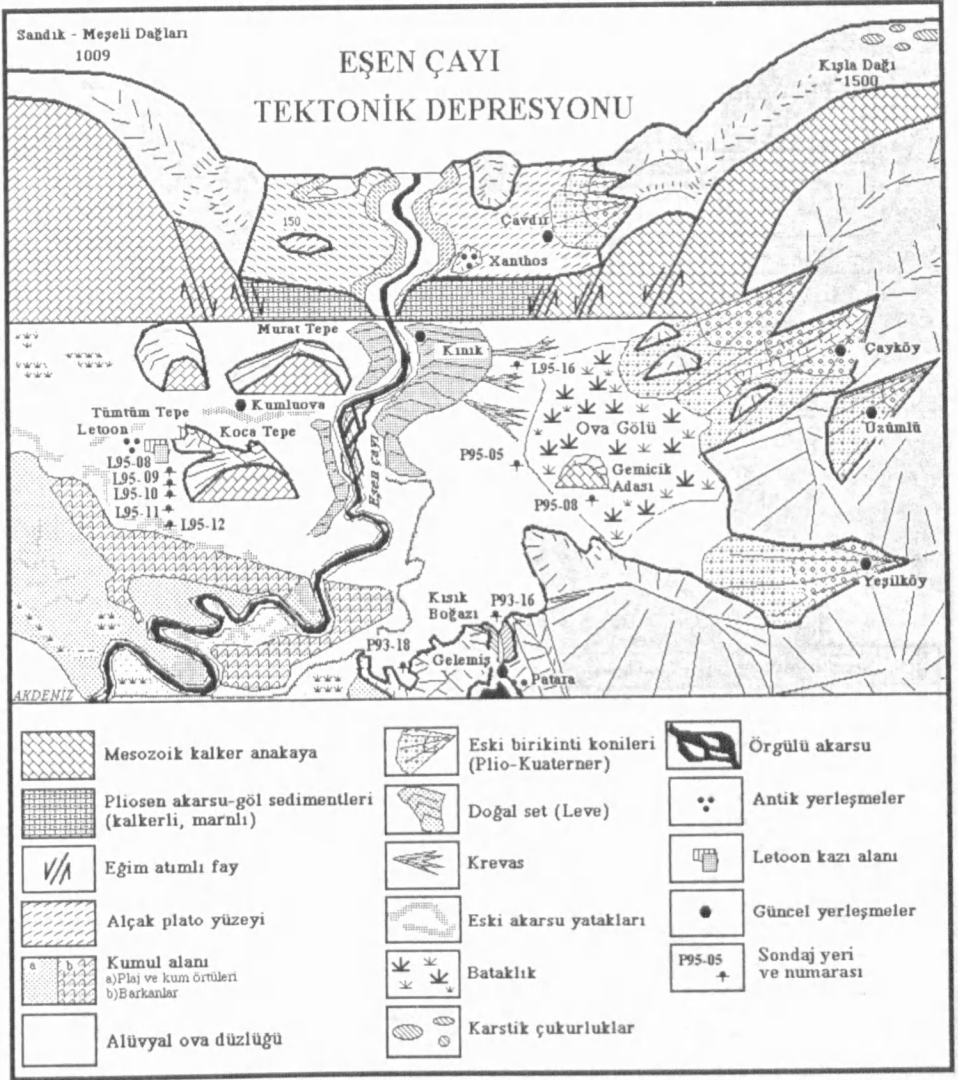 Sandık - Meşeli Dağları
1009
EŞEN ÇAYI
TEKTONİK DEPRESYONU
Kışla Dağı
1500
150
Çavdır
Xanthos
Murat Tepe
Kınık
L95-16
Çayköy
Kumluova
Ova Gölü
Üzümlü
Tümtüm Tepe
Letoon
Koca Tepe
L95-08
L95-09
L95-10
L95-11
L95-12
Eşen çayı
P95-05
Gemicik
Adası
P95-08
Yeşilköy
Kısık
Boğazı
P93-16
P93-18
Gelemiş
Patara
AKDENİZ
Mesozoik kalker anakaya
Pliosen akarsu-göl sedimentleri
(kalkerli, marnlı)
Eğim atımlı fay
Alçak plato yüzeyi
a b
Kumul alanı
a)Plaj ve kum örtüleri
b)Barkanlar
Alüvyal ova düzlüğü
Eski birikinti konileri
(Plio-Kuaterner)
Doğal set (Leve)
Krevas
Eski akarsu yatakları
Bataklık
Karstik çukurluklar
Örgülü akarsu
Antik yerleşmeler
Letoon kazı alanı
Güncel yerleşmeler
P95-05
Sondaj yeri
ve numarası